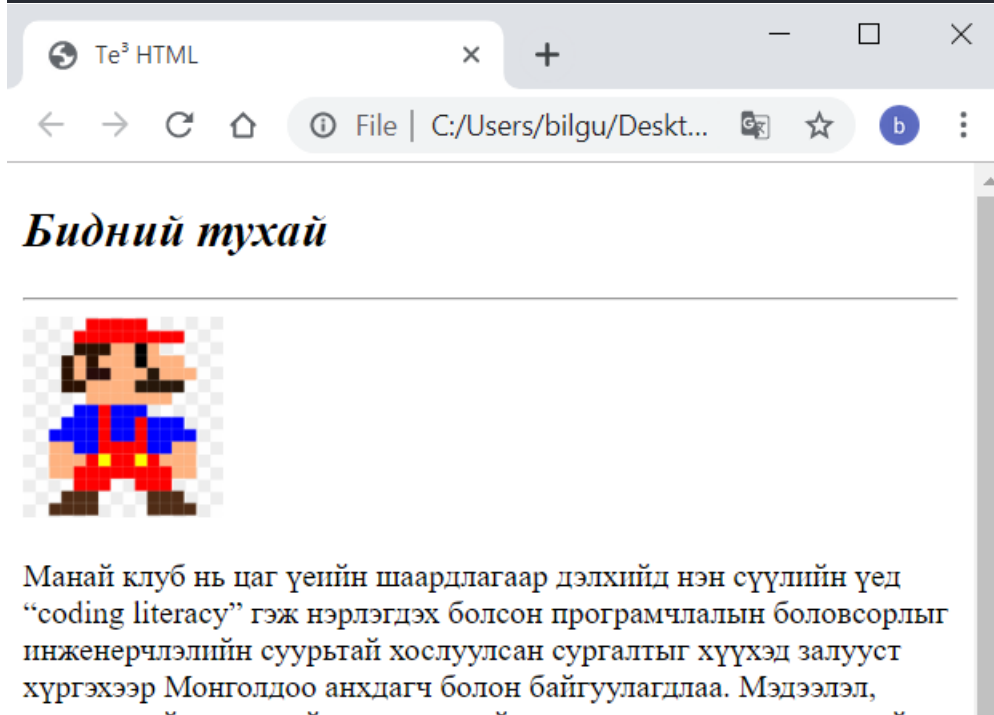 Te³ HTML
File | C:/Users/bilgu/Deskt...
b
Бидний тухай
Манай клуб нь цаг үеийн шаардлагаар дэлхийд нэн сүүлийн үед
“coding literacy” гэж нэрлэгдэх болсон програмчлалын боловсорлыг
инженерчлэлийн суурьтай хослуулсан сургалтыг хүүхэд залууст
хүргэхээр Монголдоо анхдагч болон байгуулагдлаа. Мэдээлэл,